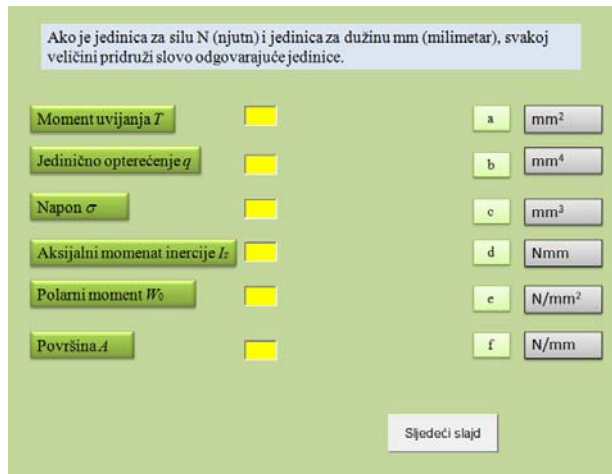 Ako je jedinica za silu N (njutn) i jedinica za dužinu mm (milimetar), svakoj
veličini pridruži slovo odgovarajuće jedinice.
Moment uvijanja T
a
mm²
Jedinično opterećenje q
b
mm⁴
Napon σ
c
mm³
Aksijalni momenat inercije Iz
d
Nmm
Polarni moment W0
e
N/mm²
Površina A
f
N/mm
Sljedeći slajd